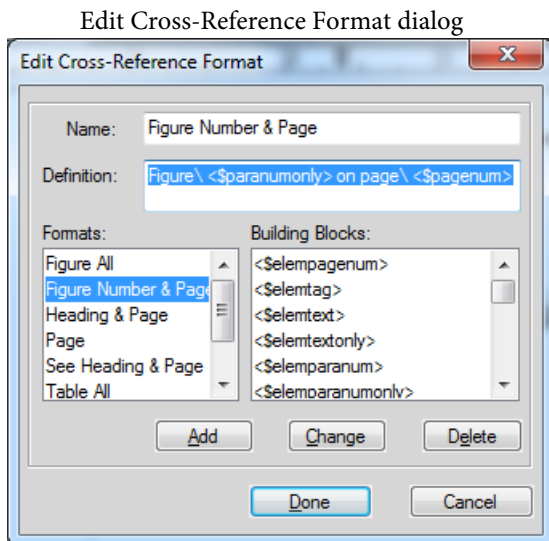 Edit Cross-Reference Format dialog
Edit Cross-Reference Format
Name: Figure Number & Page
Definition: Figure\ <$paranumonly> on page\ <$pagenum>
Formats: Building Blocks:
Figure All <$elempagenum>
Figure Number & Page <$elemtag>
Heading & Page <$elemtext>
Page <$elemtextonly>
See Heading & Page <$elemparanum>
Table All <$elemparanumonly>
Add Change Delete
Done Cancel